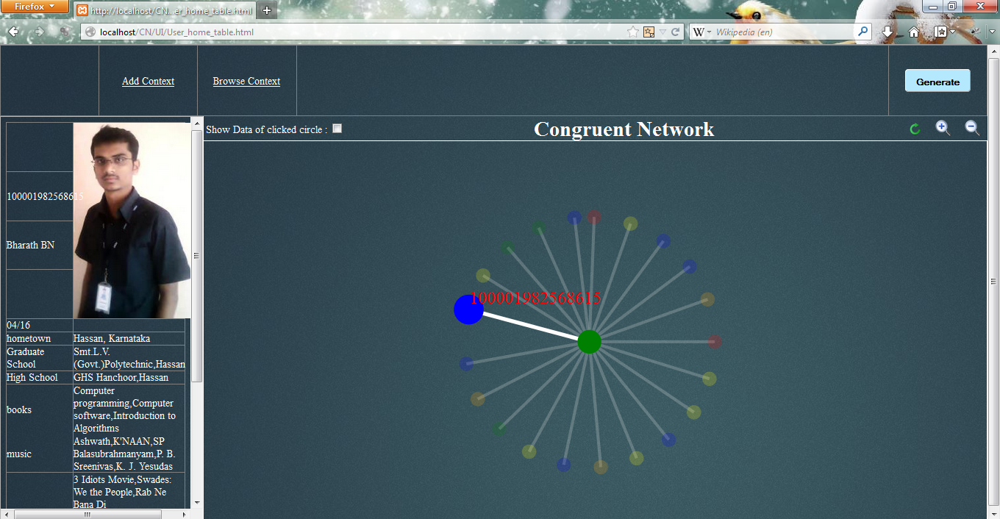 Firefox
http://localhost/CN...er_home_table.html
localhost/CN/UI/User_home_table.html
W
Wikipedia (en)
Add Context
Browse Context
Generate
Show Data of clicked circle :
Congruent Network
100001982568615
Bharath BN
04/16
hometown
Hassan, Karnataka
Graduate
School
Smt.L.V.
(Govt.)Polytechnic,Hassan
High School
GHS Hanchoor,Hassan
books
Computer
programming,Computer
software,Introduction to
Algorithms
music
Ashwath,K'NAAN,SP
Balasubrahmanyam,P. B.
Sreenivas,K. J. Yesudas
3 Idiots Movie,Swades:
We the People,Rab Ne
Bana Di
100001982568615